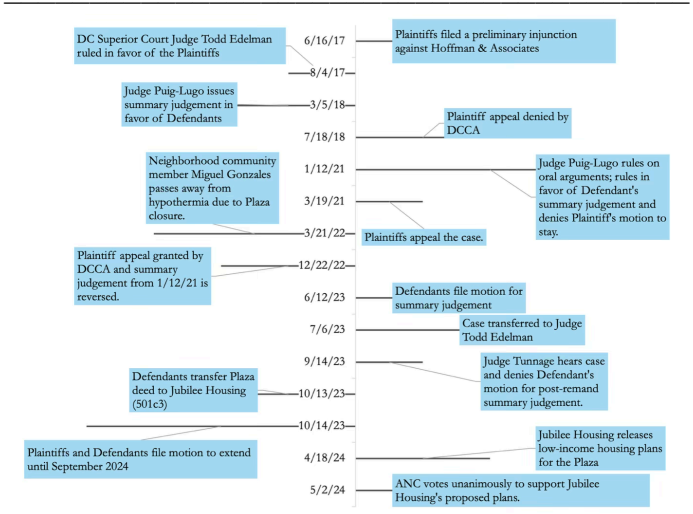 6/16/17
Plaintiffs filed a preliminary injunction
against Hoffman & Associates
DC Superior Court Judge Todd Edelman
ruled in favor of the Plaintiffs
8/4/17
Judge Puig-Lugo issues
summary judgement in
favor of Defendants
3/5/18
7/18/18
Plaintiff appeal denied by
DCCA
1/12/21
Judge Puig-Lugo rules on
oral arguments; rules in
favor of Defendant's
summary judgement and
denies Plaintiff's motion to
stay.
3/19/21
Plaintiffs appeal the case.
Neighborhood community
member Miguel Gonzales
passes away from
hypothermia due to Plaza
closure.
3/21/22
Plaintiff appeal granted by
DCCA and summary
judgement from 1/12/21 is
reversed.
12/22/22
6/12/23
Defendants file motion for
summary judgement
7/6/23
Case transferred to Judge
Todd Edelman
9/14/23
Judge Tunnage hears case
and denies Defendant's
motion for post-remand
summary judgement.
Defendants transfer Plaza
deed to Jubilee Housing
(501c3)
10/13/23
10/14/23
Plaintiffs and Defendants file motion to extend
until September 2024
4/18/24
Jubilee Housing releases
low-income housing plans
for the Plaza
5/2/24
ANC votes unanimously to support Jubilee
Housing's proposed plans.